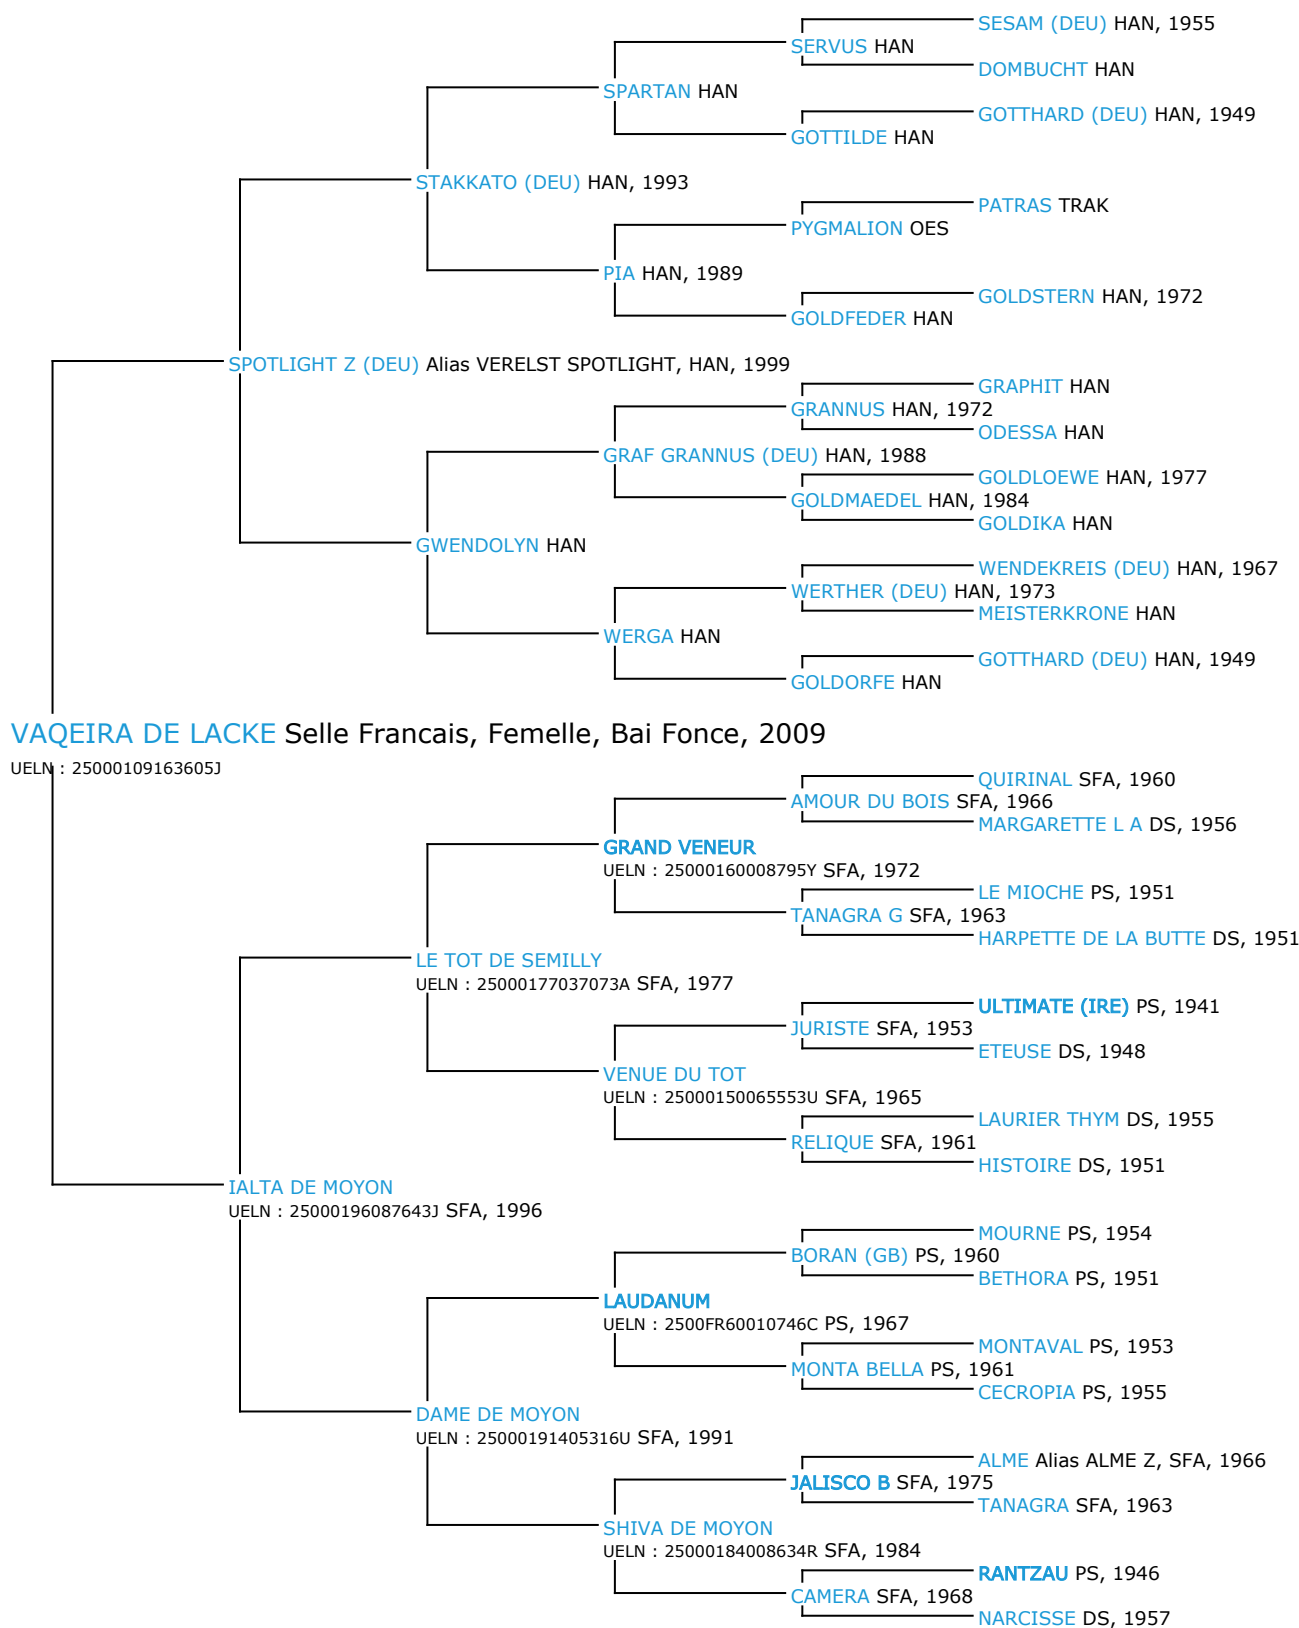 SESAM (DEU) HAN, 1955
SERVUS HAN
DOMBUCHT HAN
SPARTAN HAN
GOTTHARD (DEU) HAN, 1949
GOTTILDE HAN
STAKKATO (DEU) HAN, 1993
PATRAS TRAK
PYGMALION OES
PIA HAN, 1989
GOLDSTERN HAN, 1972
GOLDFEDER HAN
SPOTLIGHT Z (DEU) Alias VERELST SPOTLIGHT, HAN, 1999
GRAPHIT HAN
GRANNUS HAN, 1972
ODESSA HAN
GRAF GRANNUS (DEU) HAN, 1988
GOLDLOEWE HAN, 1977
GOLDMAEDEL HAN, 1984
GOLDIKA HAN
GWENDOLYN HAN
WENDEKREIS (DEU) HAN, 1967
WERTHER (DEU) HAN, 1973
MEISTERKRONE HAN
WERGA HAN
GOTTHARD (DEU) HAN, 1949
GOLDORFE HAN
VAQEIRA DE LACKE Selle Francais, Femelle, Bai Fonce, 2009
UELN : 25000109163605J
QUIRINAL SFA, 1960
AMOUR DU BOIS SFA, 1966
MARGARETTE L A DS, 1956
GRAND VENEUR
UELN : 25000160008795Y SFA, 1972
LE MIOCHE PS, 1951
TANAGRA G SFA, 1963
HARPETTE DE LA BUTTE DS, 1951
LE TOT DE SEMILLY
UELN : 25000177037073A SFA, 1977
ULTIMATE (IRE) PS, 1941
JURISTE SFA, 1953
ETEUSE DS, 1948
VENUE DU TOT
UELN : 25000150065553U SFA, 1965
LAURIER THYM DS, 1955
RELIQUE SFA, 1961
HISTOIRE DS, 1951
IALTA DE MOYON
UELN : 25000196087643J SFA, 1996
MOURNE PS, 1954
BORAN (GB) PS, 1960
BETHORA PS, 1951
LAUDANUM
UELN : 2500FR60010746C PS, 1967
MONTAVAL PS, 1953
MONTA BELLA PS, 1961
CECROPIA PS, 1955
DAME DE MOYON
UELN : 25000191405316U SFA, 1991
ALME Alias ALME Z, SFA, 1966
JALISCO B SFA, 1975
TANAGRA SFA, 1963
SHIVA DE MOYON
UELN : 25000184008634R SFA, 1984
RANTZAU PS, 1946
CAMERA SFA, 1968
NARCISSE DS, 1957